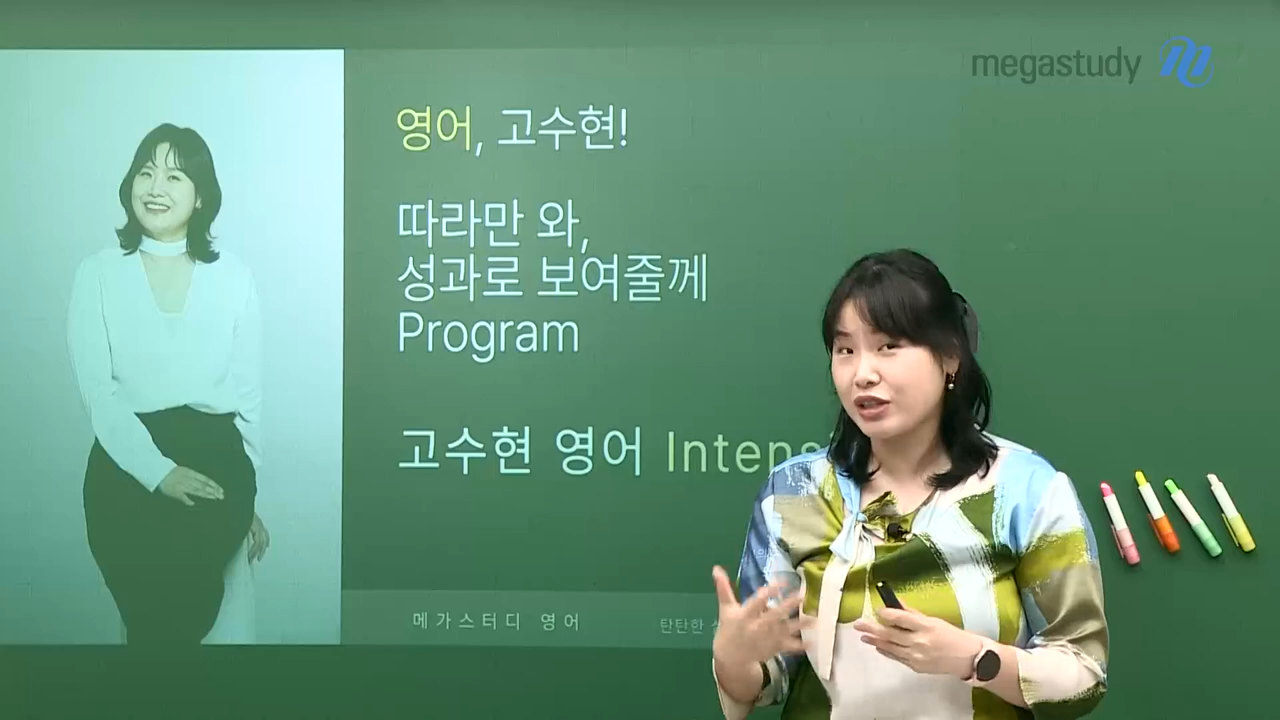 megastudy
영어, 고수현!
따라만 와,
성과로 보여줄께
Program
고수현 영어 Intens
메가스터디 영어
탄탄한